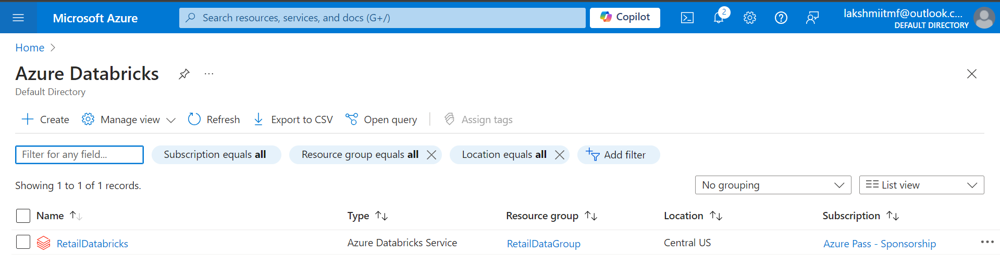 Microsoft Azure
Search resources, services, and docs (G+/)
Copilot
2
lakshmiitmf@outlook.c...
DEFAULT DIRECTORY
Home
Azure Databricks
...
Default Directory
Create
Manage view
Refresh
Export to CSV
Open query
Assign tags
Filter for any field...
Subscription equals all
Resource group equals all
Location equals all
Add filter
Showing 1 to 1 of 1 records.
No grouping
List view
Name Type Resource group Location Subscription
RetailDatabricks Azure Databricks Service RetailDataGroup Central US Azure Pass - Sponsorship